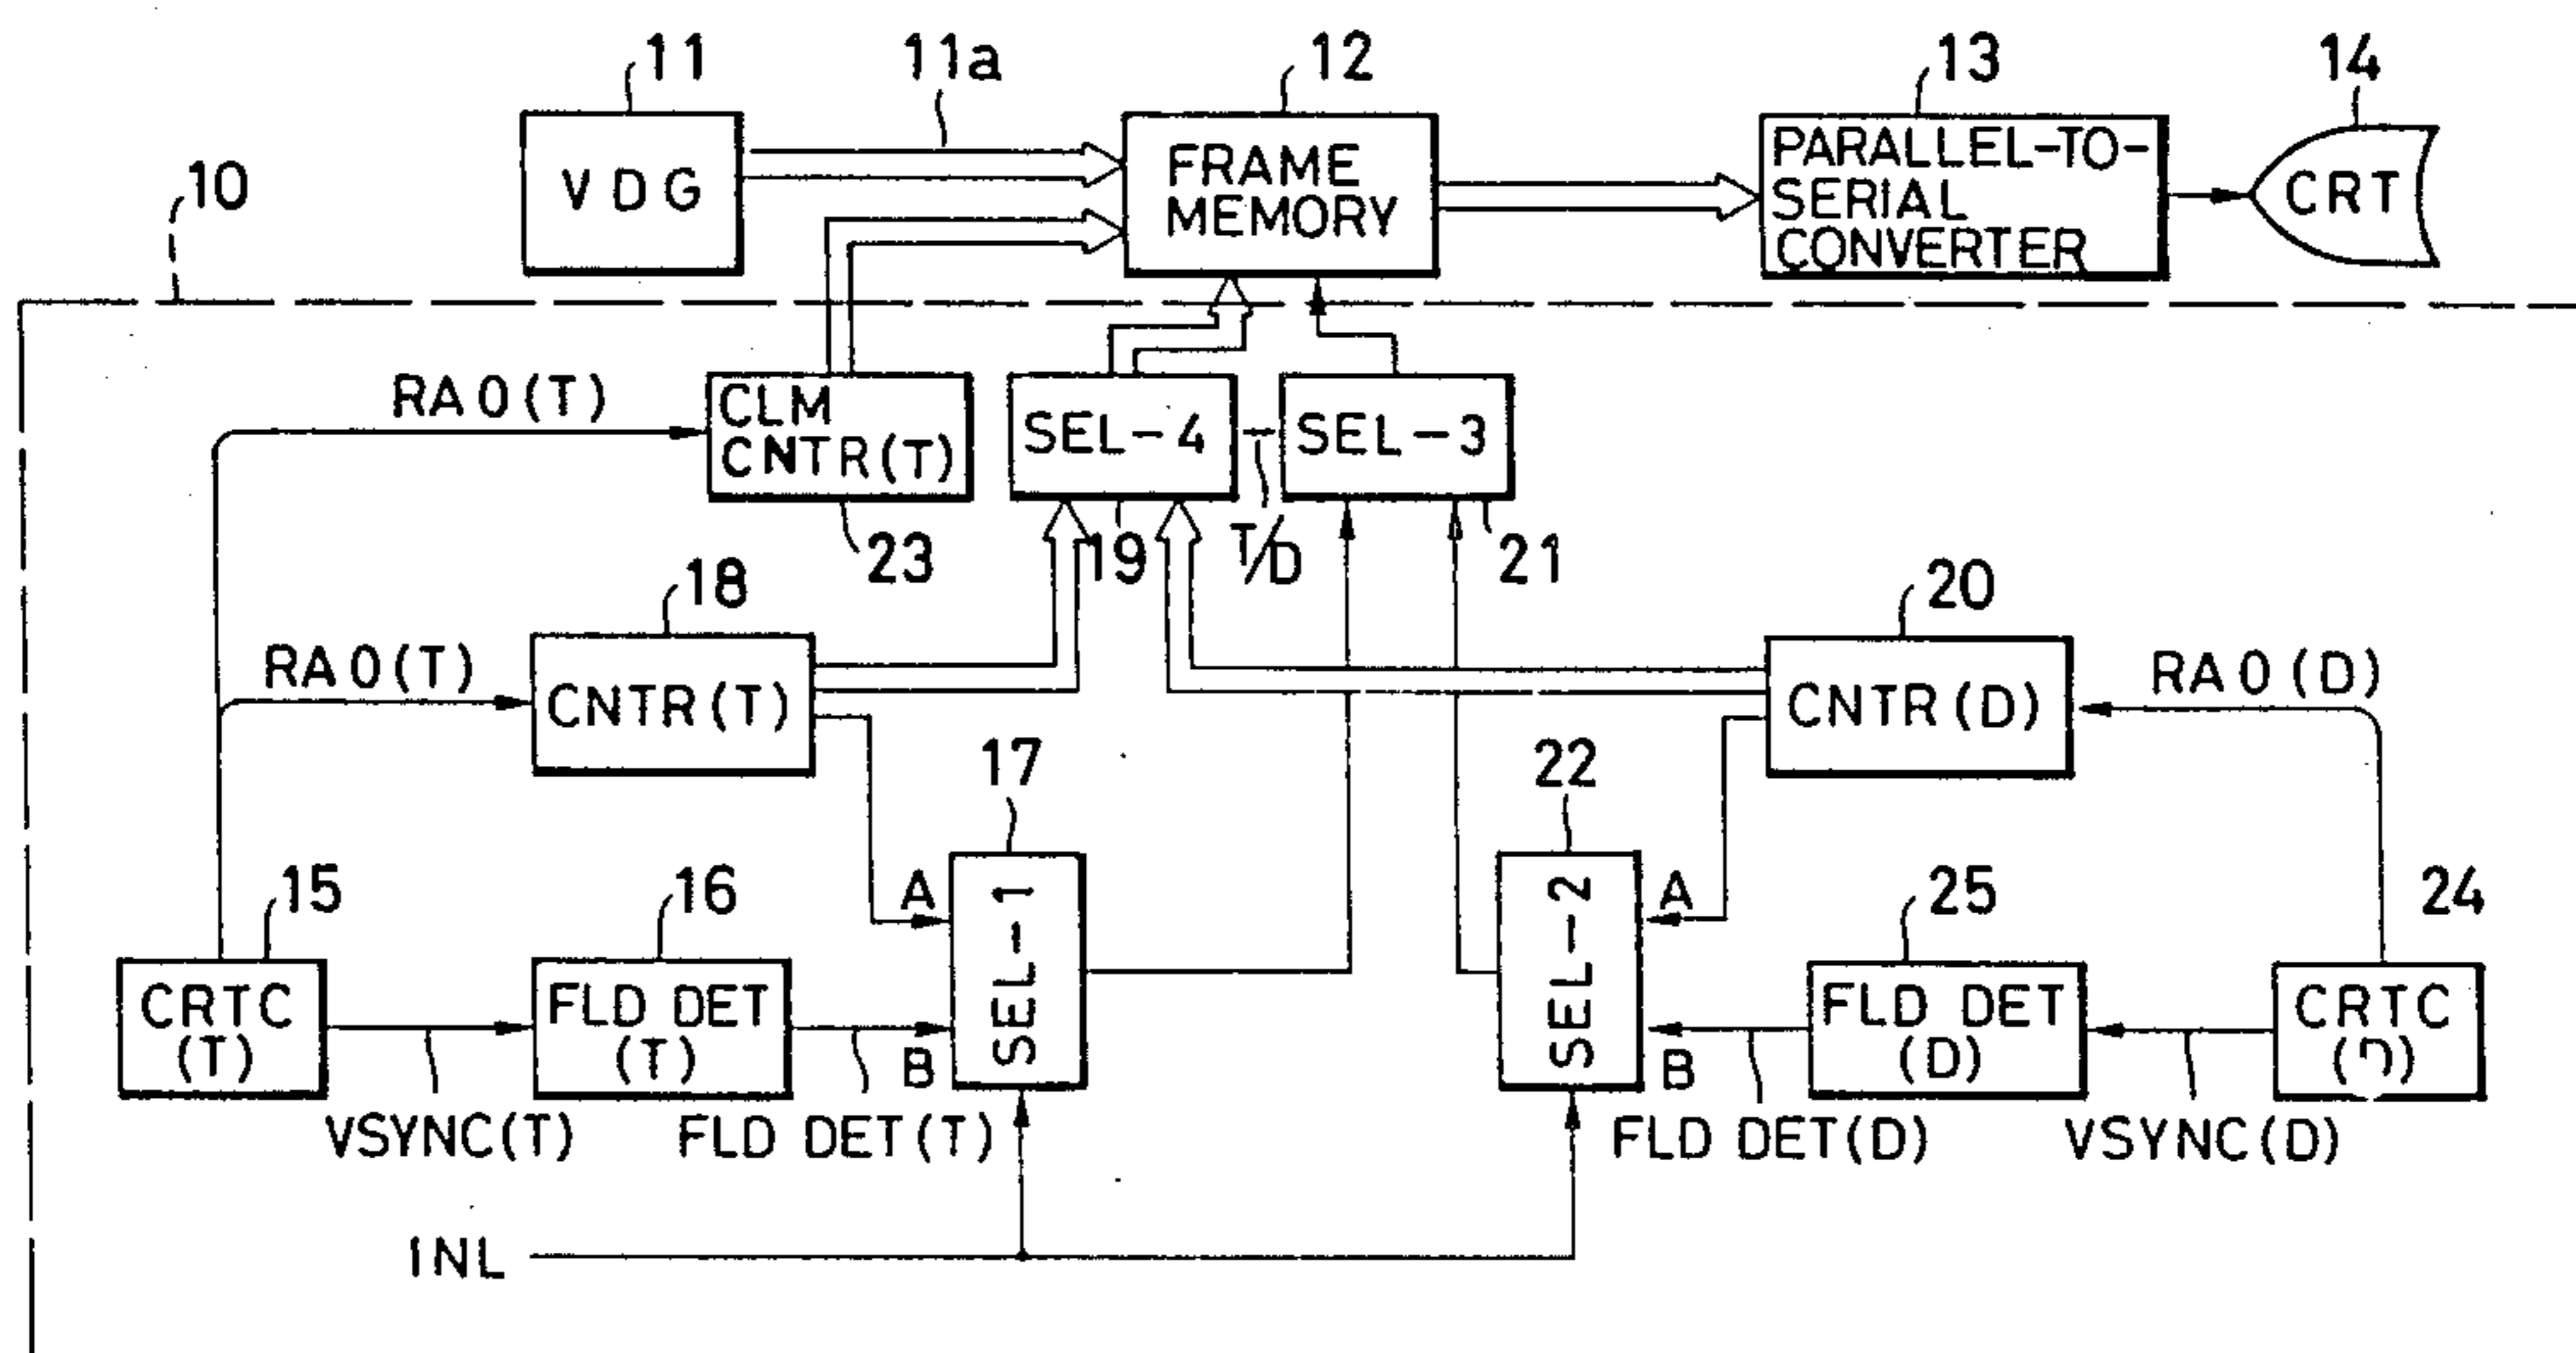 11
11a
12
13
14
10
VDG
FRAME
MEMORY
PARALLEL-TO-
SERIAL
CONVERTER
CRT
RA0(T)
CLM
CNTR(T)
SEL-4
SEL-3
23
19
T/D
21
18
20
RA0(T)
CNTR(T)
CNTR(D)
RA0(D)
17
22
15
16
A
SEL-1
SEL-2
A
25
24
CRTC
(T)
FLD DET
(T)
B
B
FLD DET
(D)
CRTC
(D)
VSYNC(T)
FLD DET(T)
FLD DET(D)
VSYNC(D)
INL